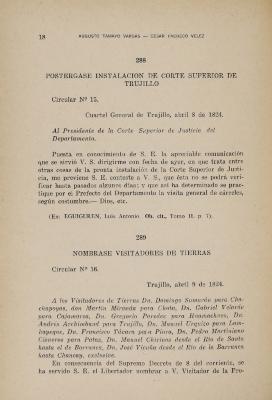 18
AUGUSTO TAMAYO VARGAS — CESAR PACHECO VELEZ
288
POSTERGASE INSTALACION DE CORTE SUPERIOR DE
TRUJILLO
Circular Nº 15.
Cuartel General de Trujillo, abril 8 de 1824.
Al Presidente de la Corte Superior de Justicia del
Departamento.
Puesta en conocimiento de S. E. la apreciable comunicación
que se sirvió V. S. dirigirme con fecha de ayer, en que trata entre
otras cosas de la pronta instalación de la Corte Superior de Justi-
cia, me previene S. E. conteste a V. S., que ésta no se podrá veri-
ficar hasta pasados algunos días; y que así ha determinado se prac-
tique por el Prefecto del Departamento la visita general de cárceles,
según costumbre.— Dios, etc.
(En: EGUIGUREN, Luis Antonio. Ob. cit., Tomo II. p. 7).
289
NOMBRASE VISITADORES DE TIERRAS
Circular Nº 16.
Trujillo, abril 9 de 1824.
A los Visitadores de Tierras Dn. Domingo Samardo para Cha-
chapoyas, don Martín Miranda para Chota, Dn. Gabriel Velarde
para Cajamarca, Dn. Gregorio Paredes para Huamachuco, Dn.
Andrés Archimbaud para Trujillo, Dn. Manuel Urquizo para Lam-
bayeque, Dn. Francisco Távara para Piura, Dn. Pedro Martiniano
Cisneros para Pataz, Dn. Manuel Chiriana desde el Río de Santa
hasta el de Barranca, Dn. José Vicuña desde el Río de la Barranca
hasta Chancay, exclusive.
En consecuencia del Supremo Decreto de 8 del corriente, se
ha servido S. E. el Libertador nombrar a V. Visitador de la Pro-